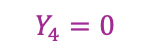 Y₄ = 0